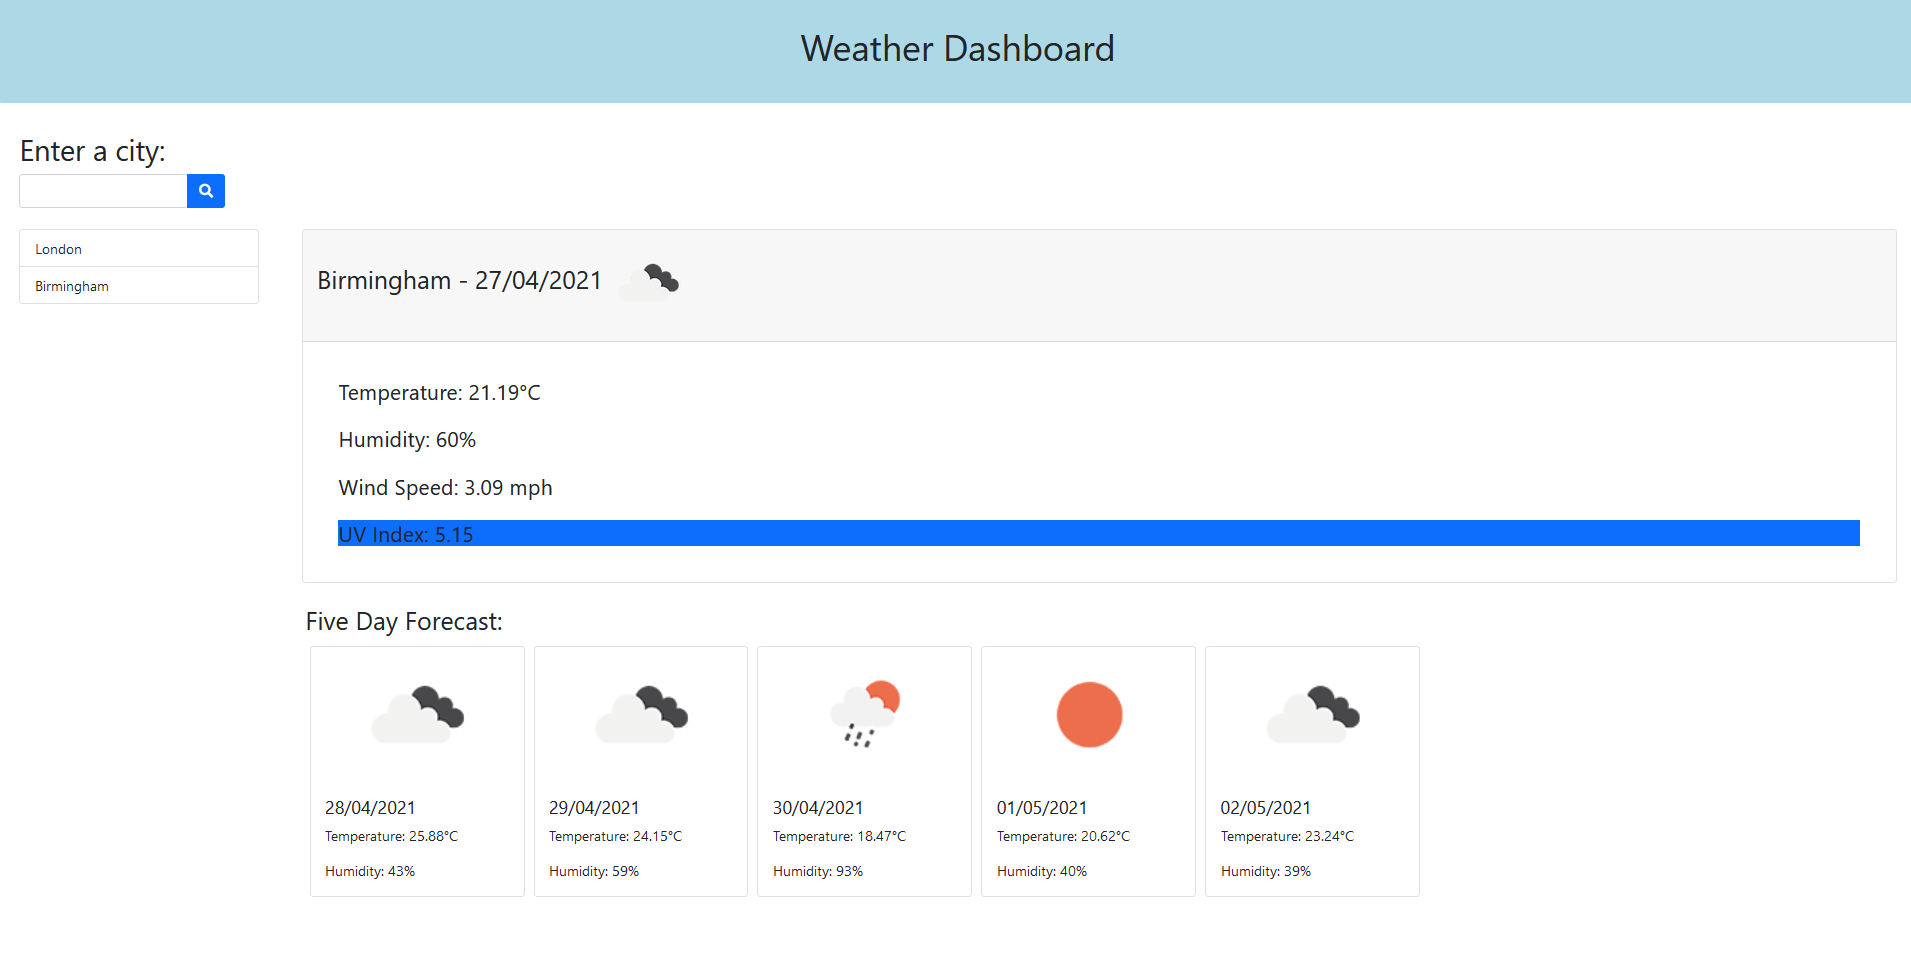 Weather Dashboard
Enter a city:
London
Birmingham
Birmingham - 27/04/2021
Temperature: 21.19°C
Humidity: 60%
Wind Speed: 3.09 mph
UV Index: 5.15
Five Day Forecast:
28/04/2021
Temperature: 25.88°C
Humidity: 43%
29/04/2021
Temperature: 24.15°C
Humidity: 59%
30/04/2021
Temperature: 18.47°C
Humidity: 93%
01/05/2021
Temperature: 20.62°C
Humidity: 40%
02/05/2021
Temperature: 23.24°C
Humidity: 39%